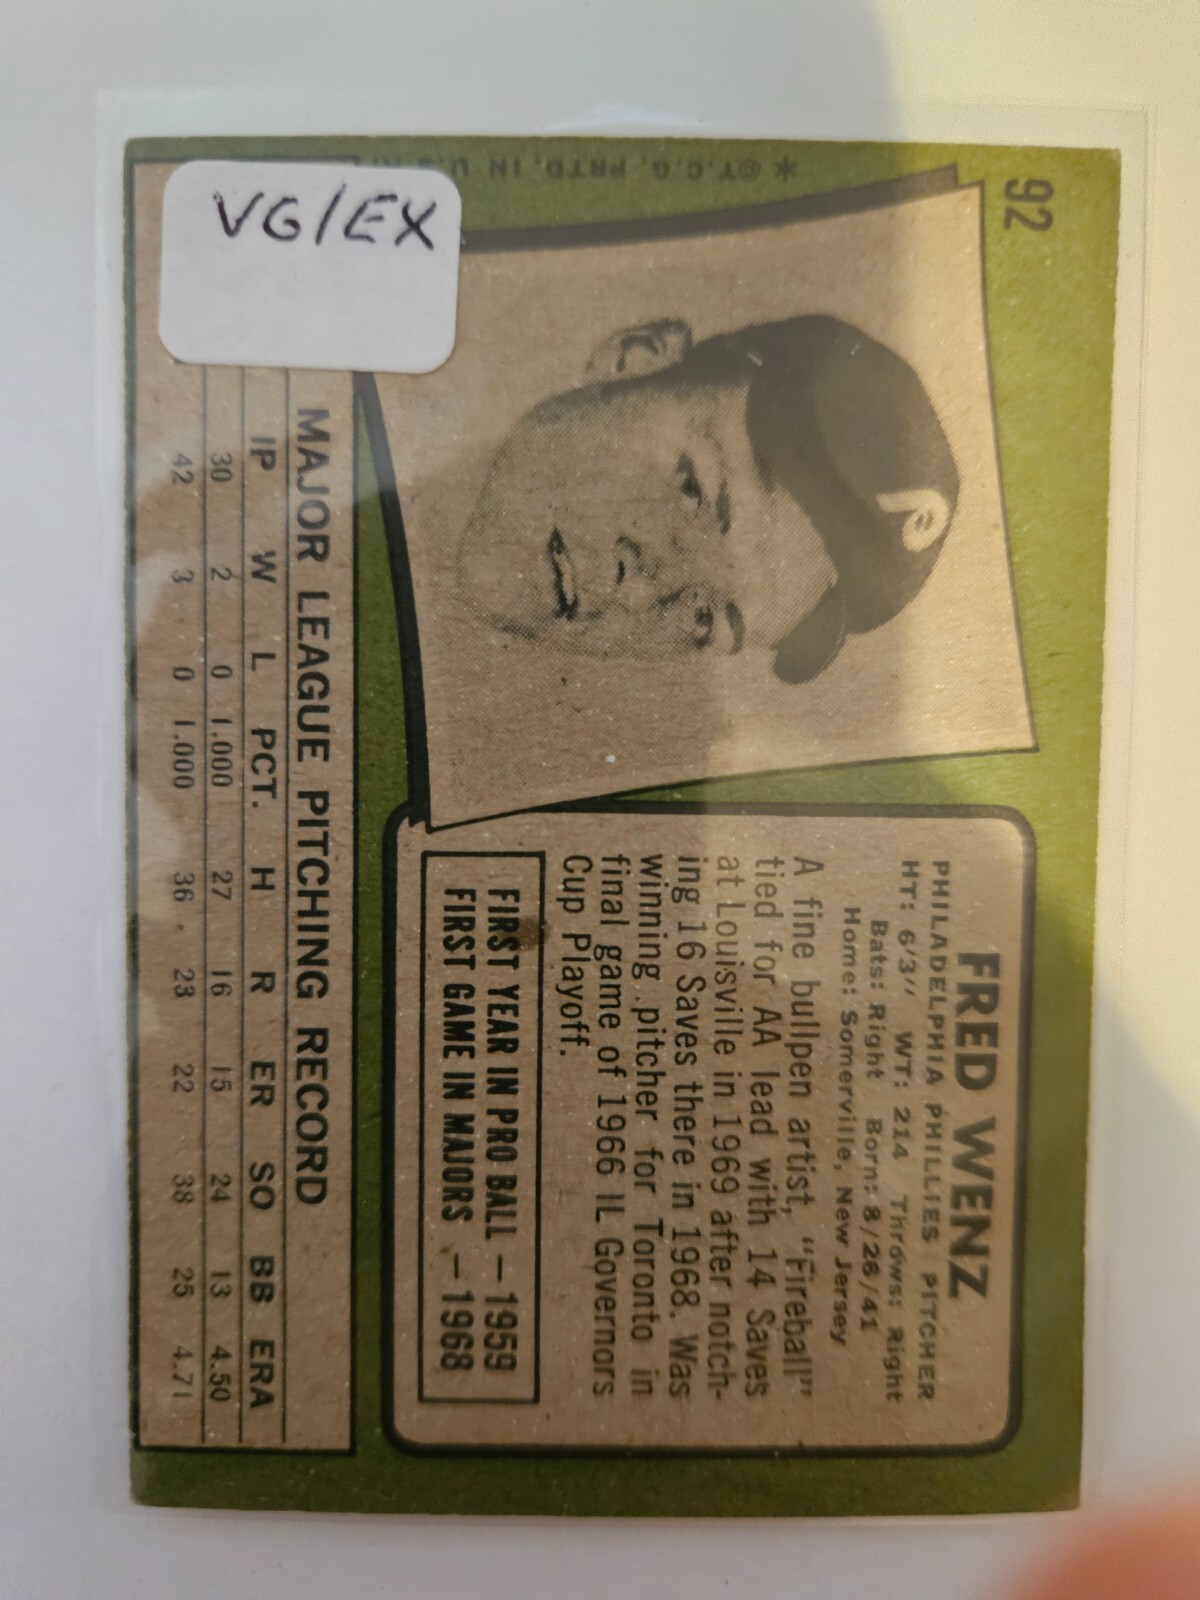 VG/EX
92
FRED WENZ
PHILADELPHIA PHILLIES PITCHER
HT: 6'3" WT: 214 Throws: Right
Bats: Right Born: 8/26/41
Home: Somerville, New Jersey
A fine bullpen artist, "Fireball"
tied for AA lead with 14 Saves
at Louisville in 1969 after notch-
ing 16 Saves there in 1968. Was
winning pitcher for Toronto in
final game of 1966 IL Governors
Cup Playoff.
FIRST YEAR IN PRO BALL — 1959
FIRST GAME IN MAJORS — 1968
MAJOR LEAGUE PITCHING RECORD
IP W L PCT. H R ER SO BB ERA
30 2 0 1.000 27 16 15 24 13 4.50
42 3 0 1.000 36 23 22 38 25 4.71
*©T.C.G. PRTD. IN U.S.A.
P